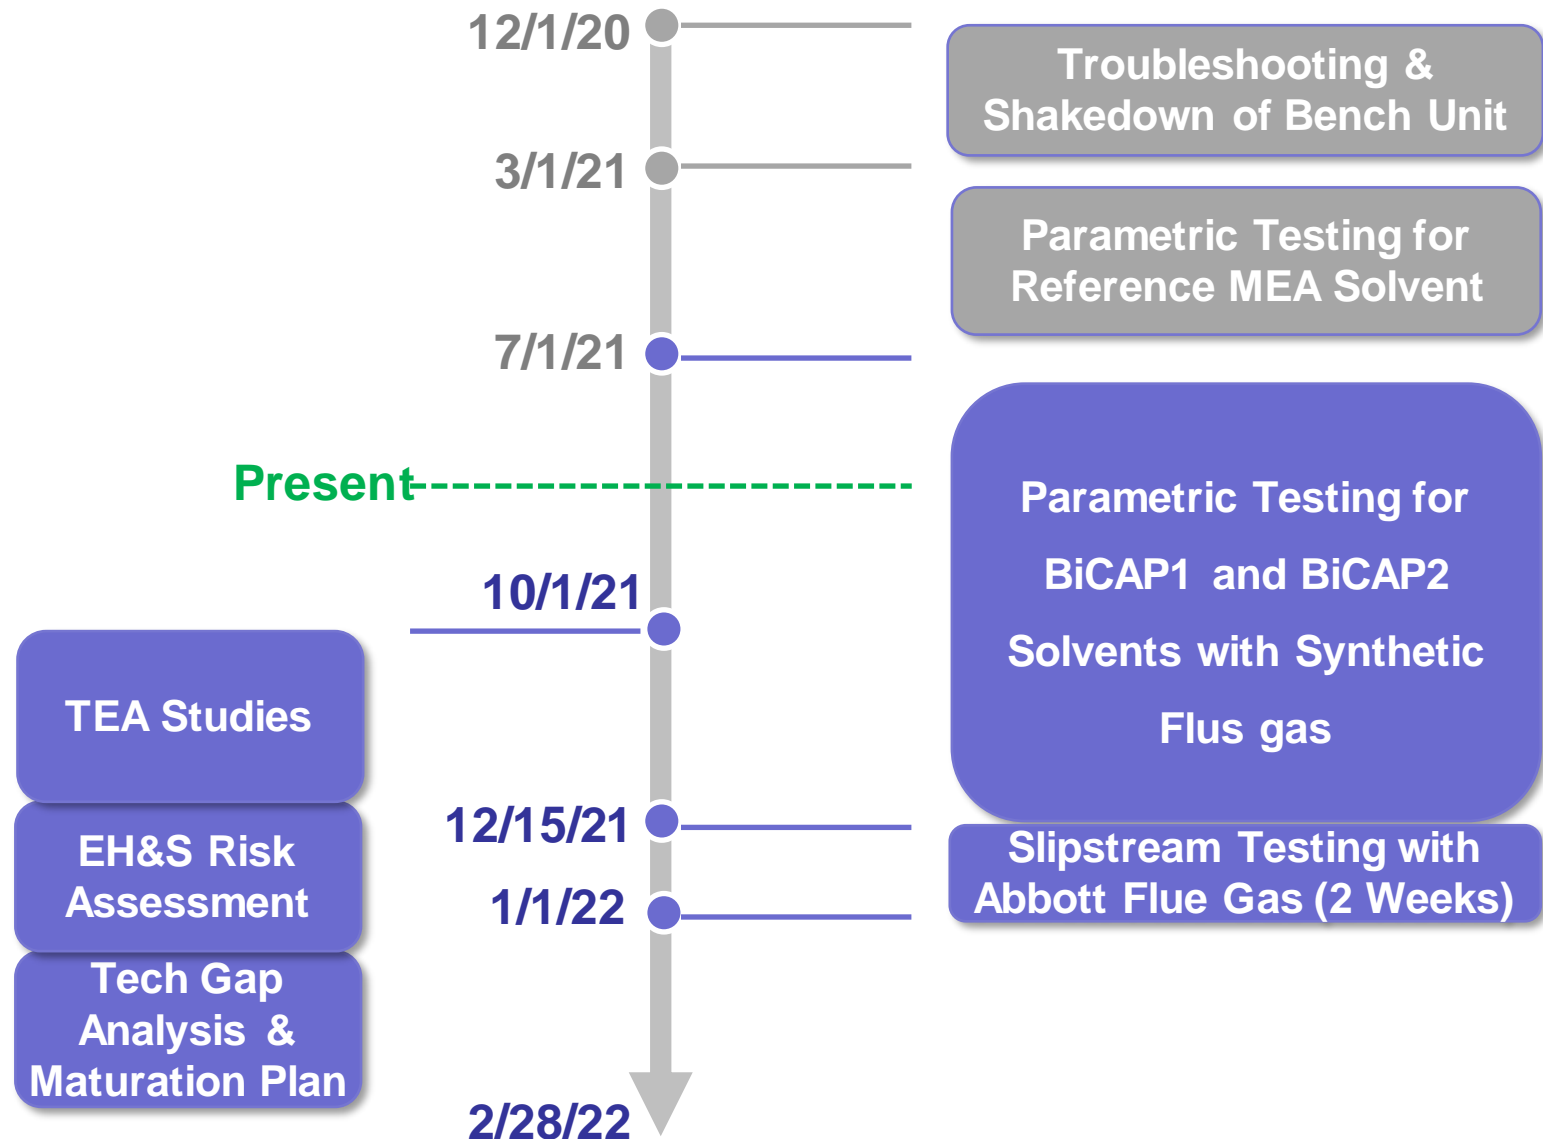 12/1/20
Troubleshooting &
Shakedown of Bench Unit
3/1/21
Parametric Testing for
Reference MEA Solvent
7/1/21
Present
Parametric Testing for
BiCAP1 and BiCAP2
Solvents with Synthetic
Flus gas
10/1/21
TEA Studies
12/15/21
Slipstream Testing with
Abbott Flue Gas (2 Weeks)
EH&S Risk
Assessment
1/1/22
Tech Gap
Analysis &
Maturation Plan
2/28/22